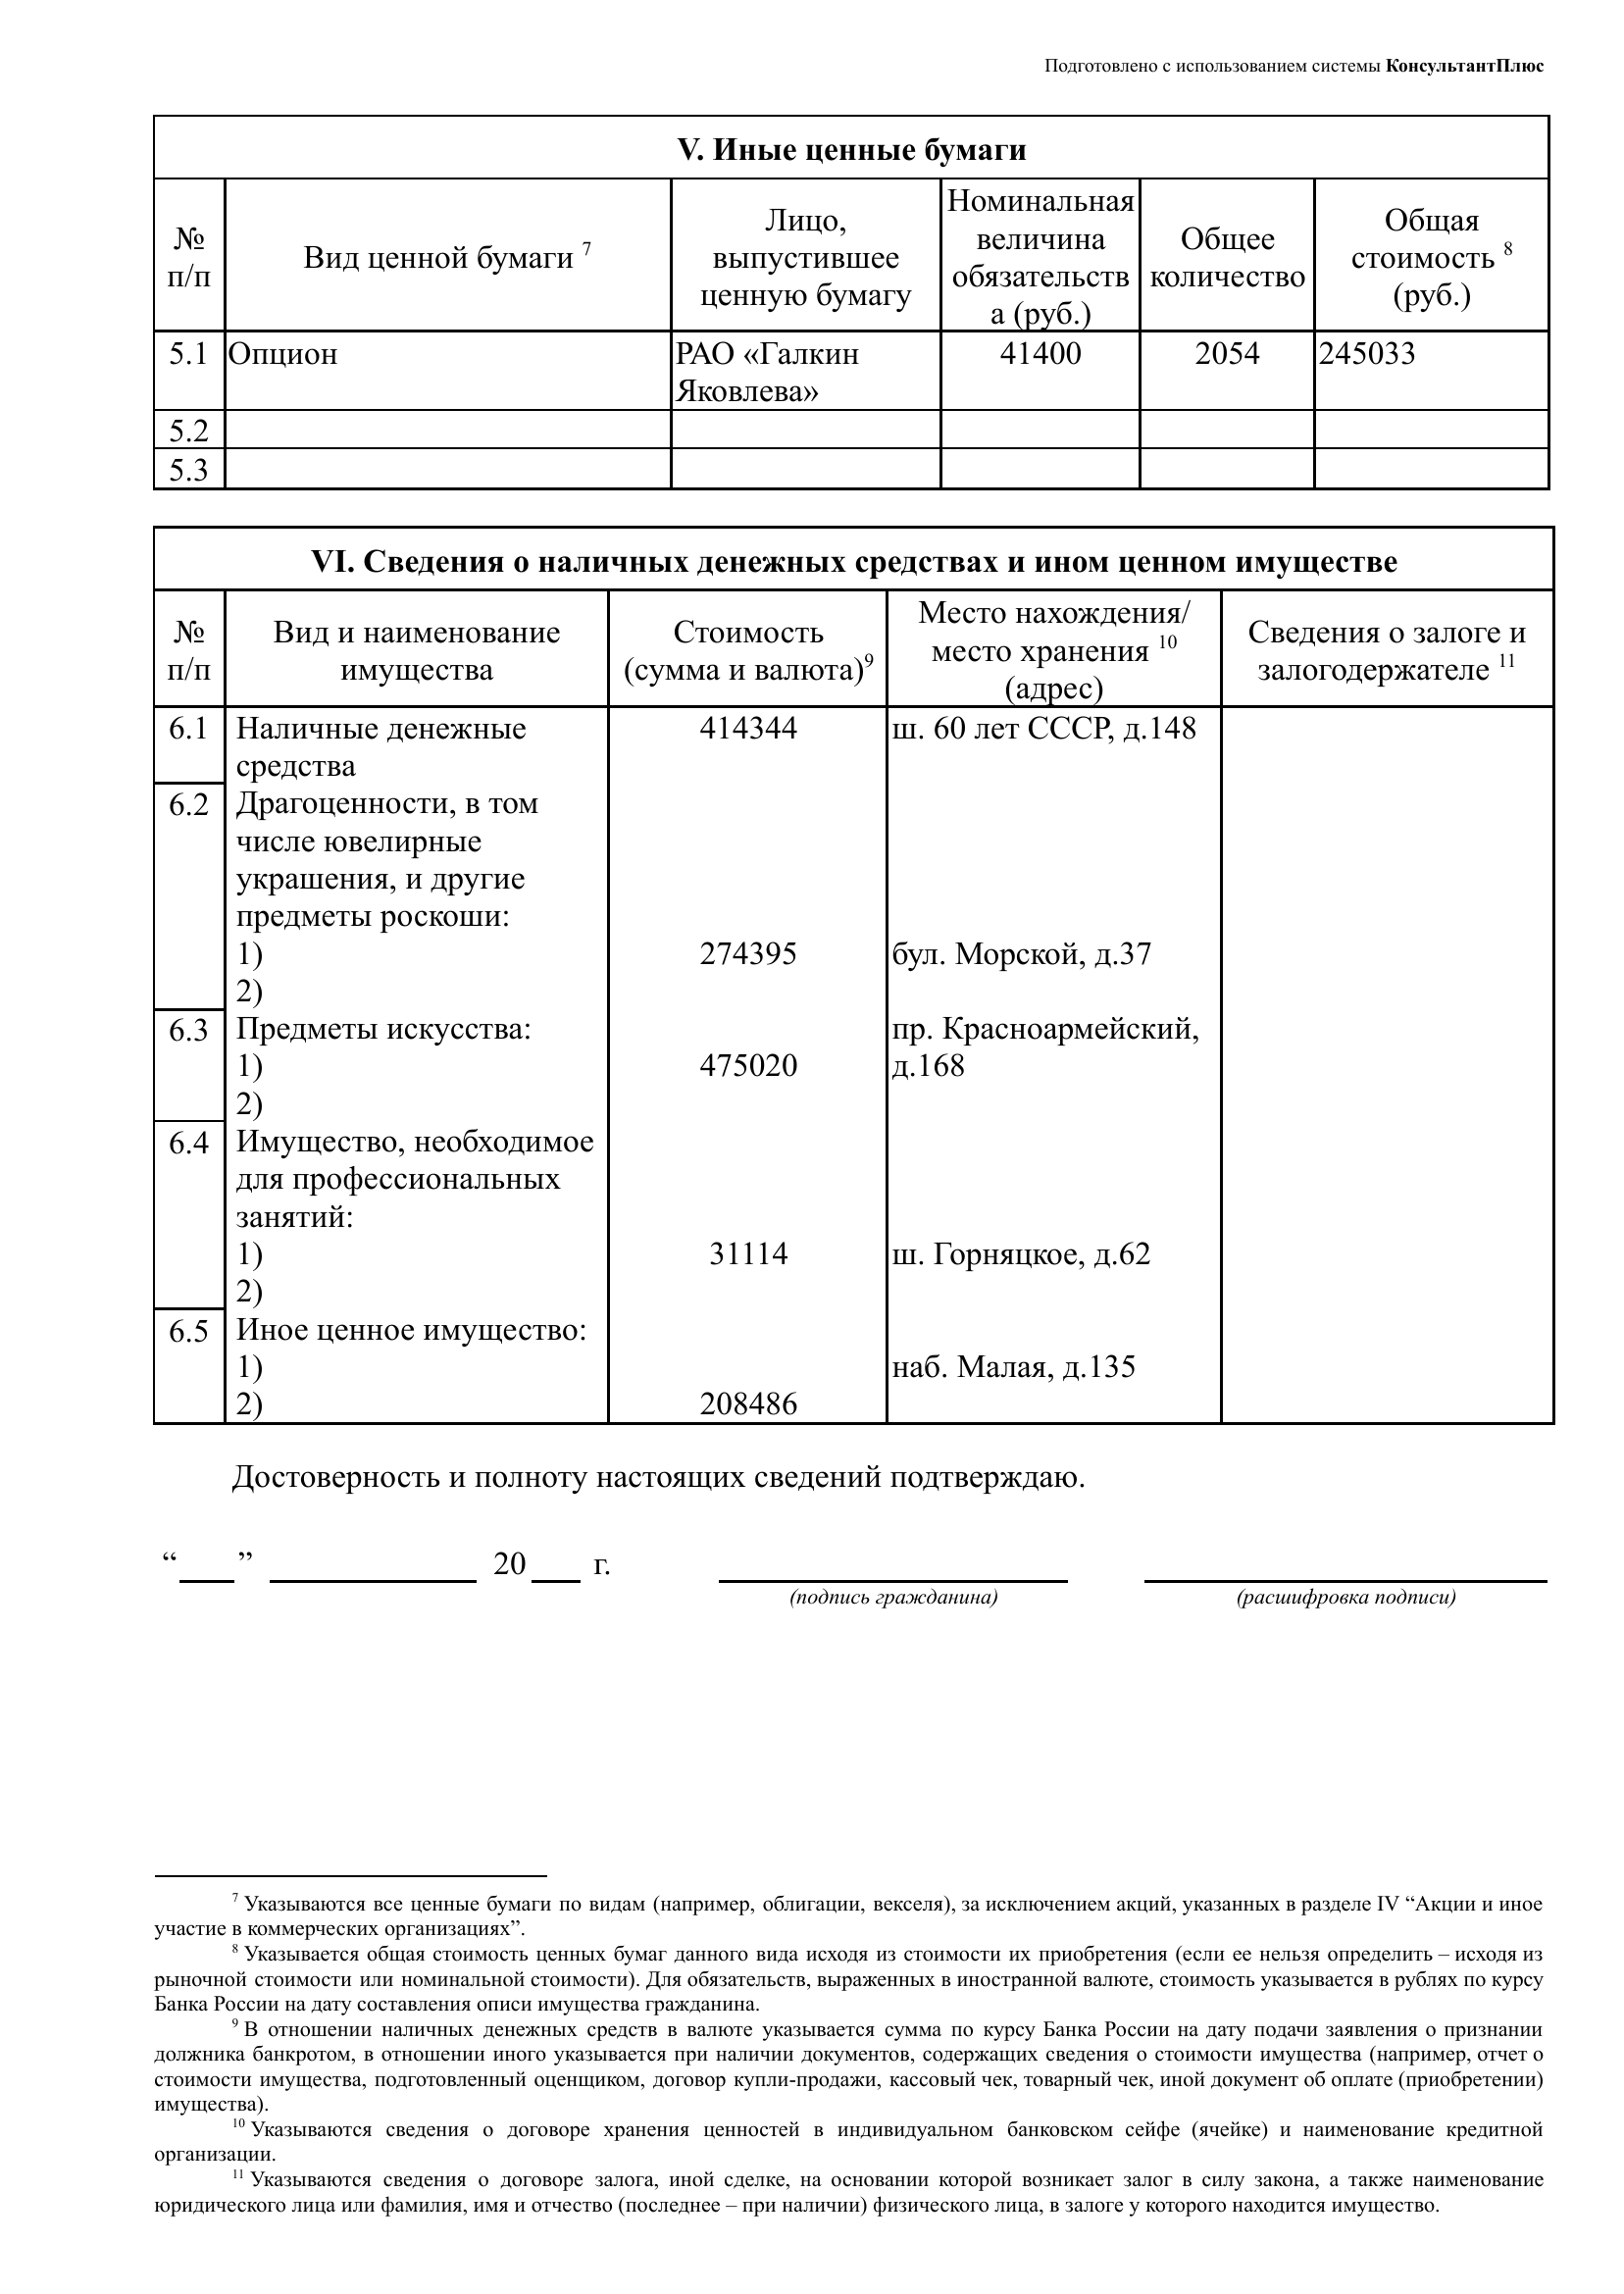 Подготовлено с использованием системы КонсультантПлюс
V. Иные ценные бумаги
№
п/п
Вид ценной бумаги 7
Лицо,
выпустившее
ценную бумагу
Номинальная
величина
обязательств
а (руб.)
Общее
количество
Общая
стоимость 8
(руб.)
5.1
Опцион
РАО «Галкин
Яковлева»
41400
2054
245033
5.2
5.3
VI. Сведения о наличных денежных средствах и ином ценном имуществе
№
п/п
Вид и наименование
имущества
Стоимость
(сумма и валюта)9
Место нахождения/
место хранения 10
(адрес)
Сведения о залоге и
залогодержателе 11
6.1
Наличные денежные
средства
414344
ш. 60 лет СССР, д.148
6.2
Драгоценности, в том
числе ювелирные
украшения, и другие
предметы роскоши:
1)
274395
бул. Морской, д.37
2)
6.3
Предметы искусства:
1)
2)
475020
пр. Красноармейский,
д.168
6.4
Имущество, необходимое
для профессиональных
занятий:
1)
31114
ш. Горняцкое, д.62
2)
6.5
Иное ценное имущество:
1)
наб. Малая, д.135
2)
208486
Достоверность и полноту настоящих сведений подтверждаю.
“___” ____________ 20 ___ г.
(подпись гражданина)
(расшифровка подписи)
7 Указываются все ценные бумаги по видам (например, облигации, векселя), за исключением акций, указанных в разделе IV “Акции и иное
участие в коммерческих организациях”.
8 Указывается общая стоимость ценных бумаг данного вида исходя из стоимости их приобретения (если ее нельзя определить – исходя из
рыночной стоимости или номинальной стоимости). Для обязательств, выраженных в иностранной валюте, стоимость указывается в рублях по курсу
Банка России на дату составления описи имущества гражданина.
9 В отношении наличных денежных средств в валюте указывается сумма по курсу Банка России на дату подачи заявления о признании
должника банкротом, в отношении иного указывается при наличии документов, содержащих сведения о стоимости имущества (например, отчет о
стоимости имущества, подготовленный оценщиком, договор купли-продажи, кассовый чек, товарный чек, иной документ об оплате (приобретении)
имущества).
10 Указываются сведения о договоре хранения ценностей в индивидуальном банковском сейфе (ячейке) и наименование кредитной
организации.
11 Указываются сведения о договоре залога, иной сделке, на основании которой возникает залог в силу закона, а также наименование
юридического лица или фамилия, имя и отчество (последнее – при наличии) физического лица, в залоге у которого находится имущество.